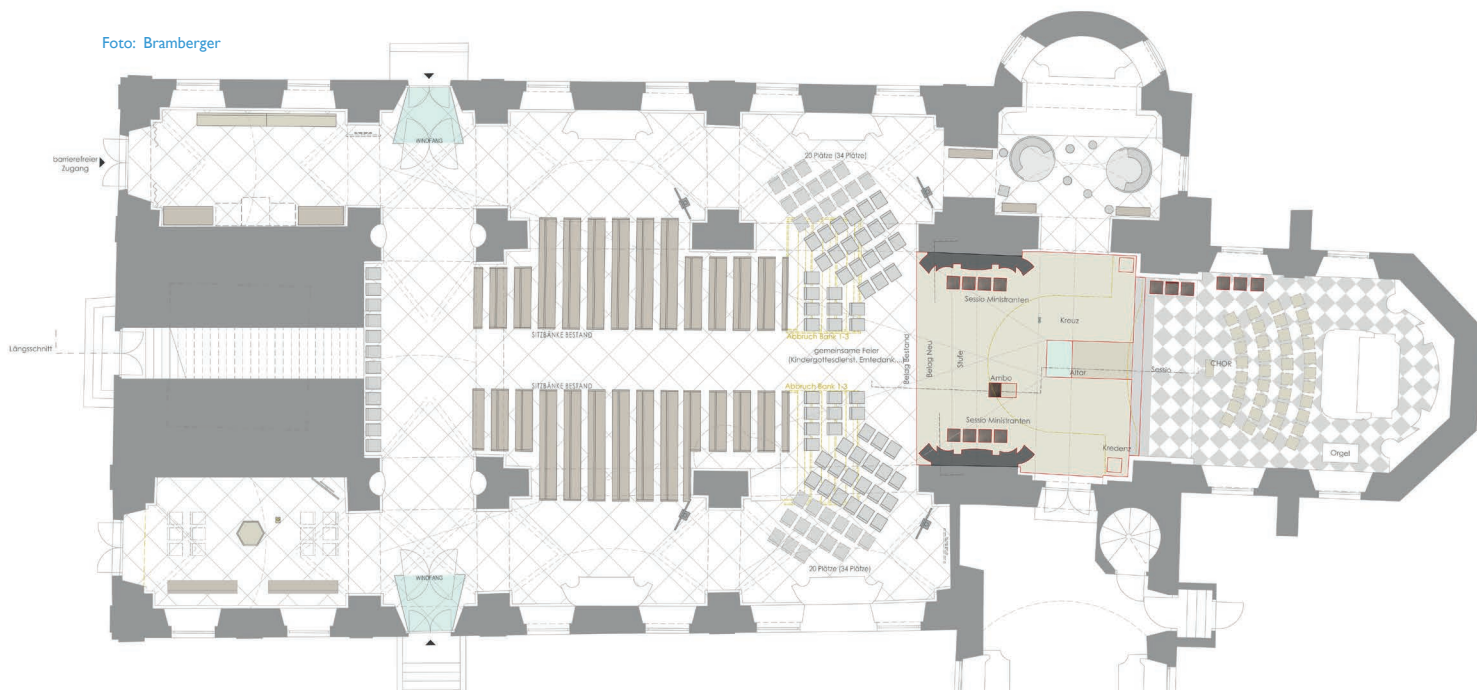 Foto: Bramberger
WINDFANG
barrierefreier
Zugang
20 Plätze (34 Plätze)
Sessio Ministranten
Kreuz
SITZBÄNKE BESTAND
Abbruch Bank 1-3
Längsschnitt
gemeinsame Feier
(Kindergottesdienst, Erntedank...)
Belag Bestand
Belag Neu
Stufe
Altar
Sessio
CHOR
Ambo
SITZBÄNKE BESTAND
Abbruch Bank 1-3
Sessio Ministranten
Kredenz
Orgel
20 Plätze (34 Plätze)
WINDFANG